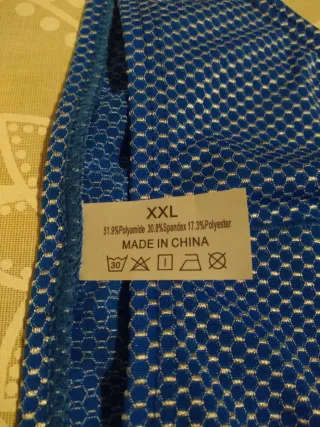 XXL
51.9%Polyamide 30.8%Spandex 17.3%Polyester
MADE IN CHINA
30